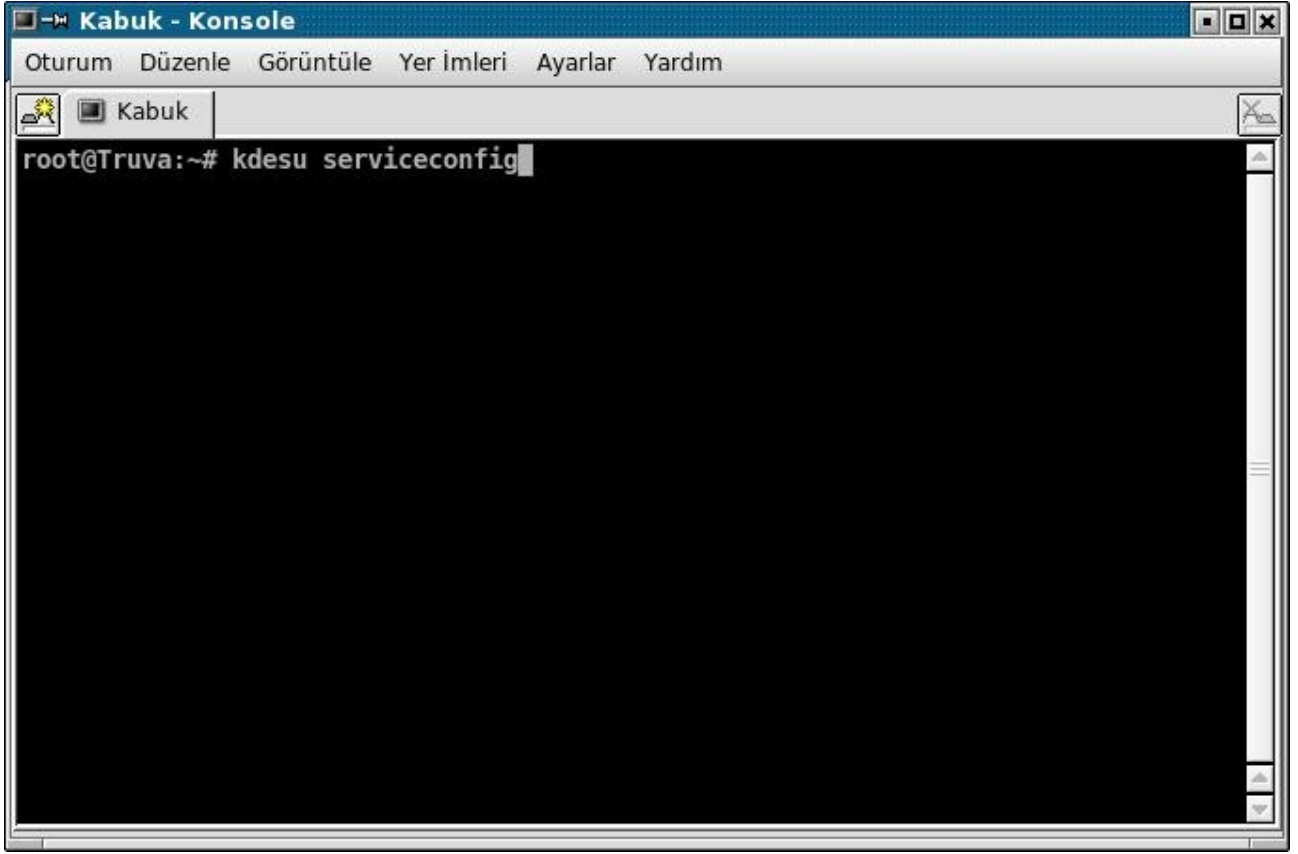 Kabuk - Konsole
Oturum Düzenle Görüntüle Yer İmleri Ayarlar Yardım
Kabuk
root@Truva:~# kdesu serviceconfig